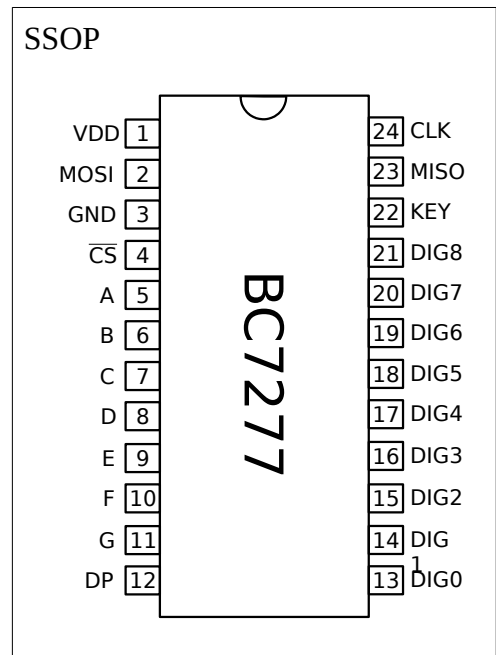 SSOP
VDD 1 24 CLK
MOSI 2 23 MISO
GND 3 22 KEY
C̅S̅ 4 21 DIG8
A 5 20 DIG7
B 6 19 DIG6
C 7 18 DIG5
D 8 17 DIG4
E 9 16 DIG3
F 10 15 DIG2
G 11 14 DIG
1
DP 12 13 DIG0
BC7277